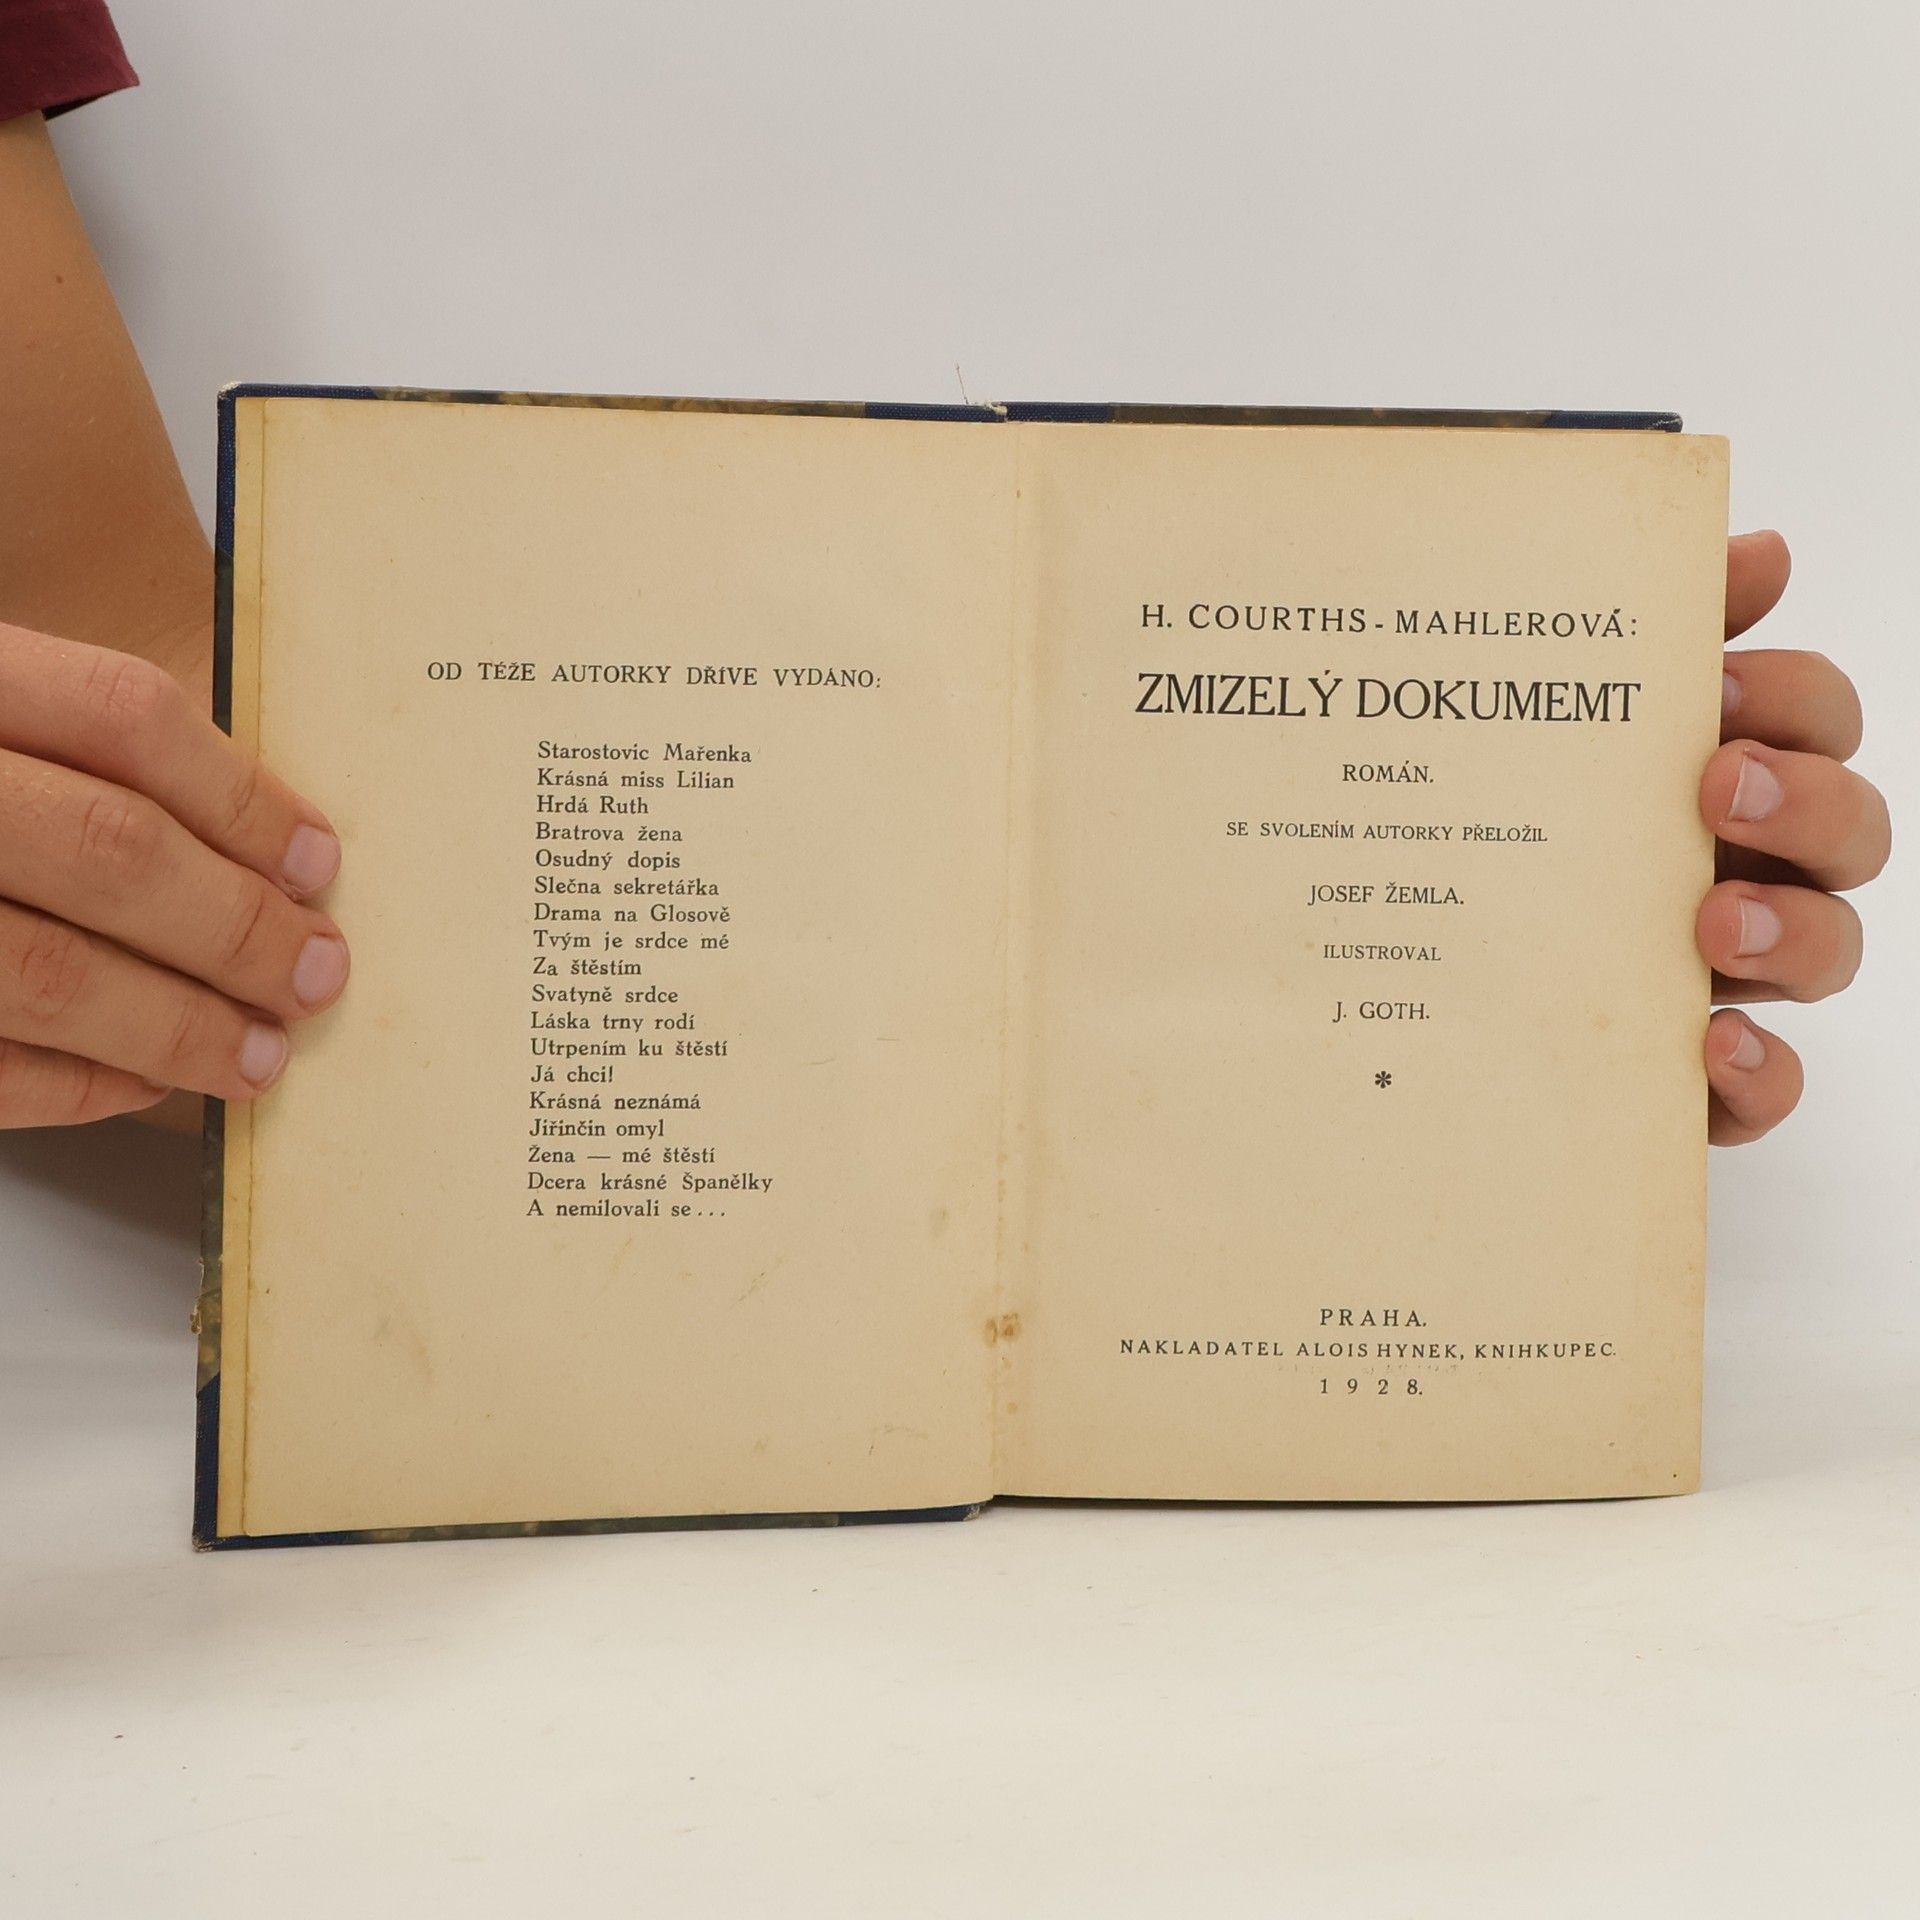 OD TÉŽE AUTORKY DŘÍVE VYDÁNO:
Starostovic Mařenka
Krásná miss Lilian
Hrdá Ruth
Bratrova žena
Osudný dopis
Slečna sekretářka
Drama na Glosově
Tvým je srdce mé
Za štěstím
Svatyně srdce
Láska trny rodí
Utrpením ku štěstí
Já chci!
Krásná neznámá
Jiřinčin omyl
Žena — mé štěstí
Dcera krásné Španělky
A nemilovali se...
H. COURTHS-MAHLEROVÁ:
ZMIZELÝ DOKUMEMT
ROMÁN.
SE SVOLENÍM AUTORKY PŘELOŽIL
JOSEF ŽEMLA.
ILUSTROVAL
J. GOTH.
*
PRAHA.
NAKLADATEL ALOIS HYNEK, KNIHKUPEC.
1928.